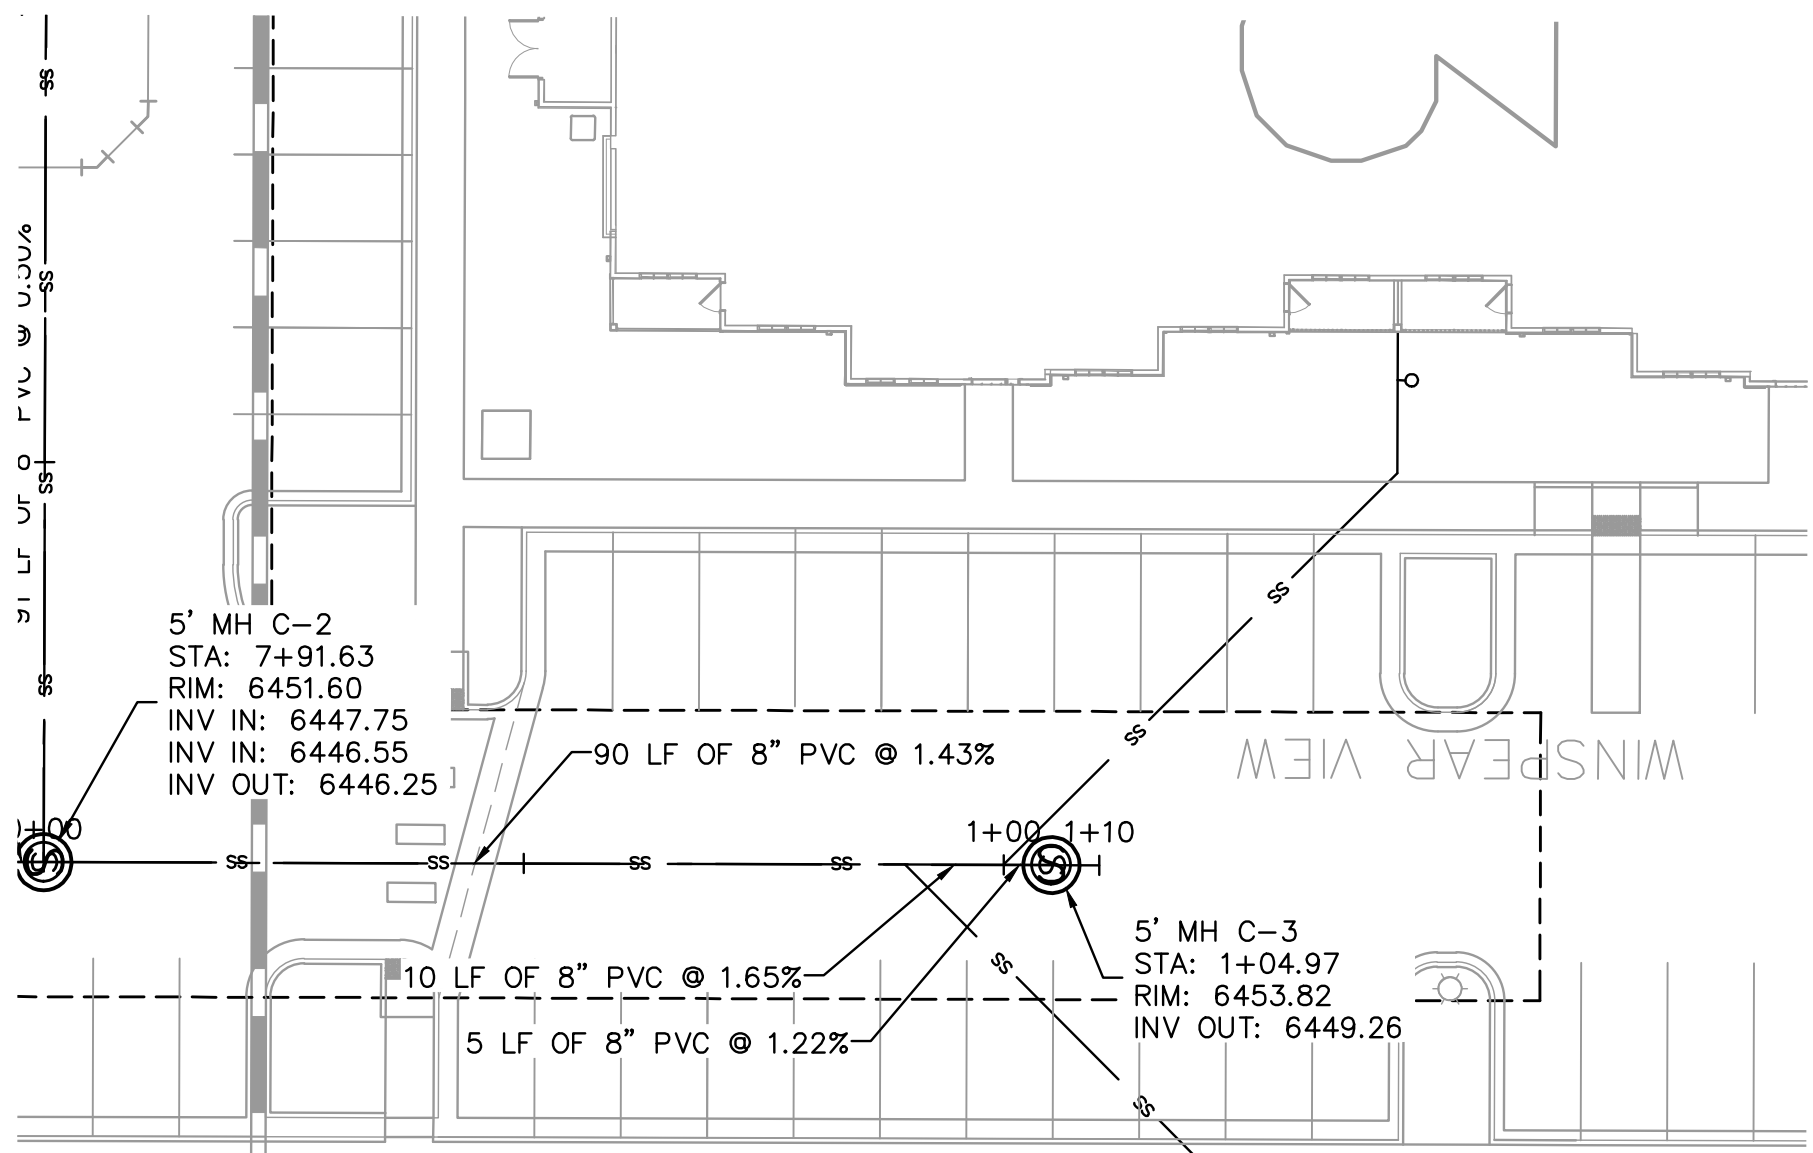 5' MH C-2
STA: 7+91.63
RIM: 6451.60
INV IN: 6447.75
INV IN: 6446.55
INV OUT: 6446.25
90 LF OF 8" PVC @ 1.43%
WINSPEAR VIEW
1+00
1+10
10 LF OF 8" PVC @ 1.65%
5 LF OF 8" PVC @ 1.22%
5' MH C-3
STA: 1+04.97
RIM: 6453.82
INV OUT: 6449.26
SS
SS
SS
SS
SS
SS
SS
SS
SS
SS
SS
SS
S
S